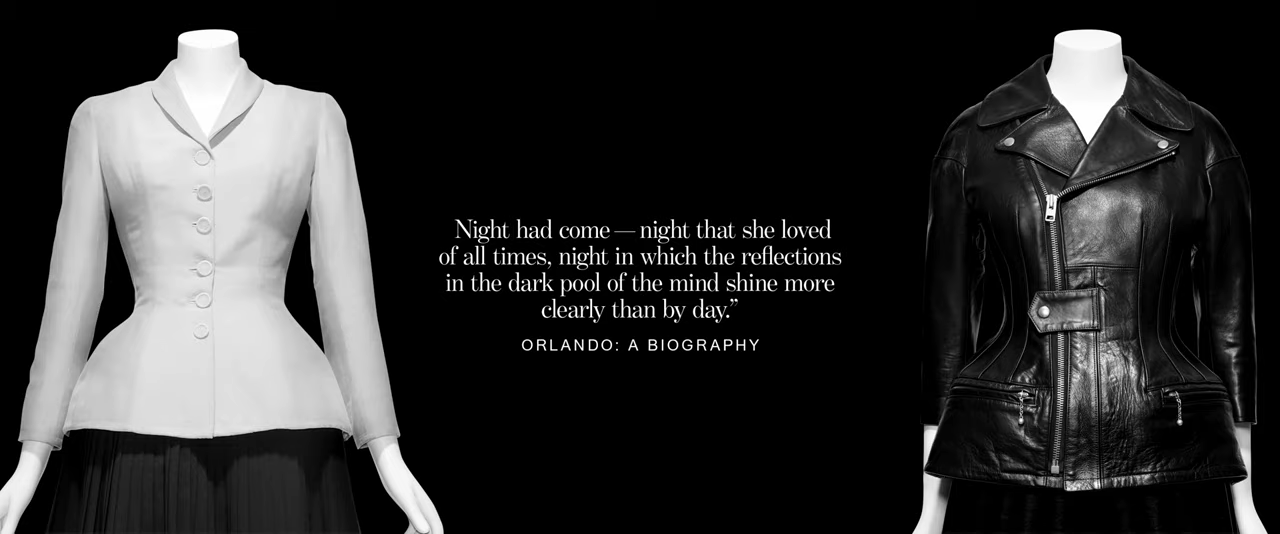 Night had come — night that she loved
of all times, night in which the reflections
in the dark pool of the mind shine more
clearly than by day.”
ORLANDO: A BIOGRAPHY